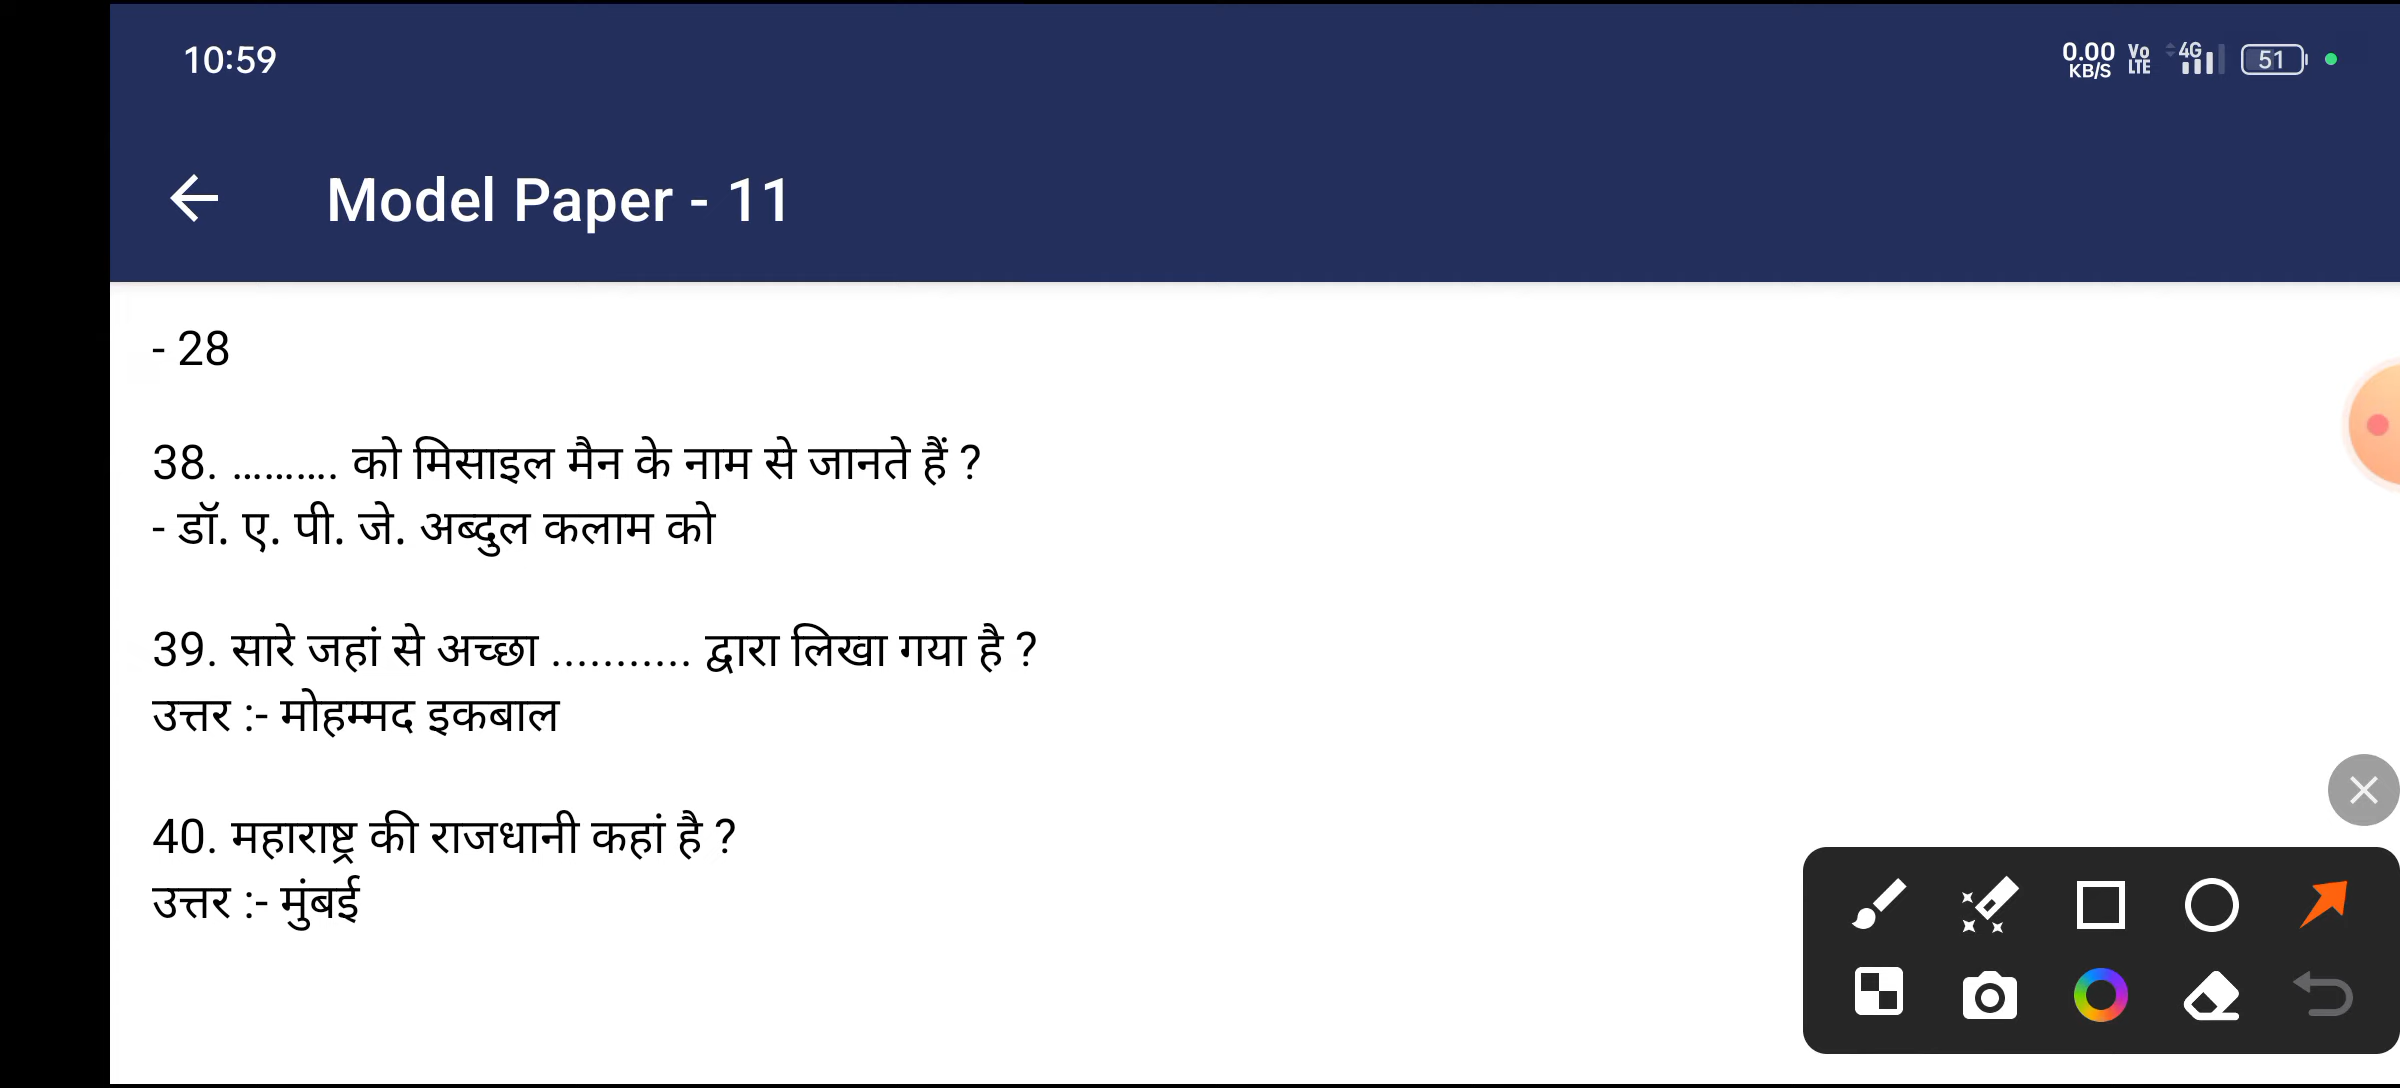 10:59
0.00 KB/S Vo LTE 4G 51
Model Paper - 11
- 28
38. .......... को मिसाइल मैन के नाम से जानते हैं ?
- डॉ. ए. पी. जे. अब्दुल कलाम को
39. सारे जहां से अच्छा ........... द्वारा लिखा गया है ?
उत्तर :- मोहम्मद इकबाल
40. महाराष्ट्र की राजधानी कहां है ?
उत्तर :- मुंबई